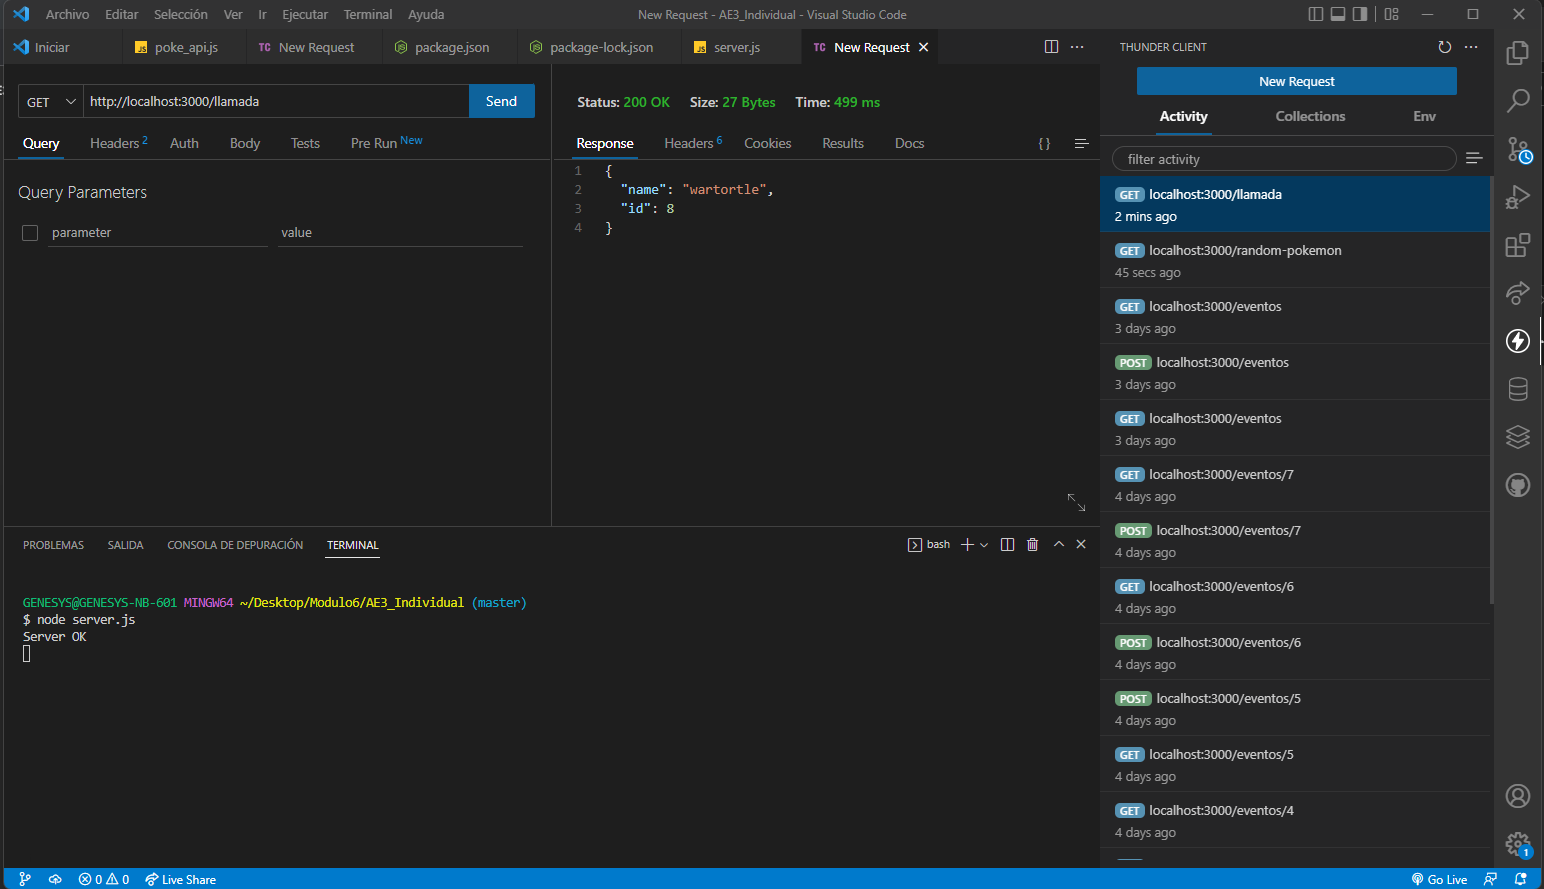 Archivo Editar Selección Ver Ir Ejecutar Terminal Ayuda New Request - AE3_Individual - Visual Studio Code
Iniciar JS poke_api.js TC New Request package.json package-lock.json JS server.js TC New Request
GET http://localhost:3000/llamada Send
Query Headers 2 Auth Body Tests Pre Run New
Query Parameters
parameter value
Status: 200 OK Size: 27 Bytes Time: 499 ms
Response Headers 6 Cookies Results Docs { }
1 {
2 "name": "wartortle",
3 "id": 8
4 }
THUNDER CLIENT
New Request
Activity Collections Env
filter activity
GET localhost:3000/llamada
2 mins ago
GET localhost:3000/random-pokemon
45 secs ago
GET localhost:3000/eventos
3 days ago
POST localhost:3000/eventos
3 days ago
GET localhost:3000/eventos
3 days ago
GET localhost:3000/eventos/7
4 days ago
POST localhost:3000/eventos/7
4 days ago
GET localhost:3000/eventos/6
4 days ago
POST localhost:3000/eventos/6
4 days ago
POST localhost:3000/eventos/5
4 days ago
GET localhost:3000/eventos/5
4 days ago
GET localhost:3000/eventos/4
4 days ago
PROBLEMAS SALIDA CONSOLA DE DEPURACIÓN TERMINAL bash
GENESYS@GENESYS-NB-601 MINGW64 ~/Desktop/Modulo6/AE3_Individual (master)
$ node server.js
Server OK
1
0 0 Live Share Go Live